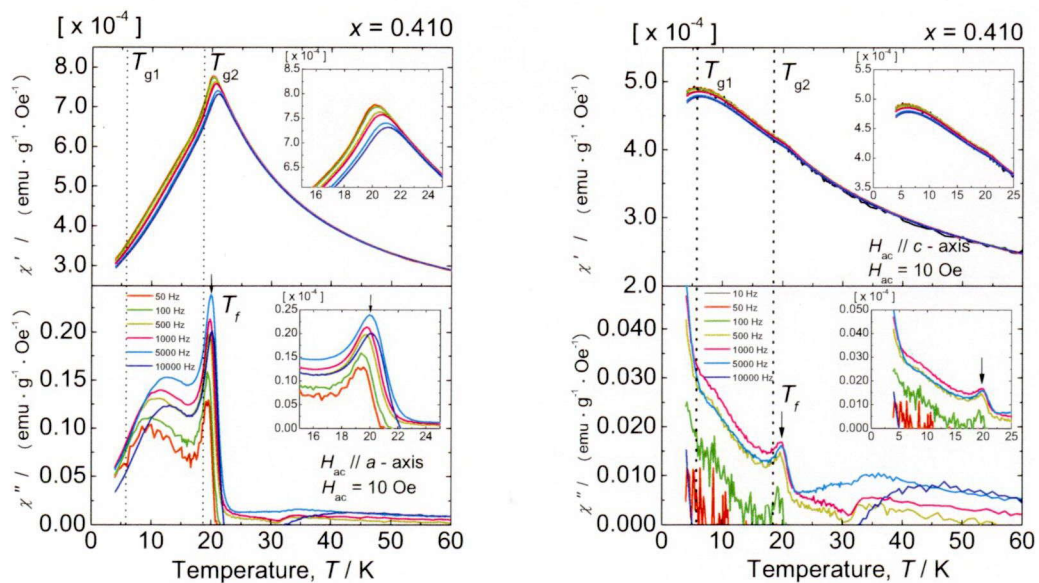 [ x 10⁻⁴ ] x = 0.410
T_g1 T_g2
χ' / (emu · g⁻¹ · Oe⁻¹)
8.0
7.0
6.0
5.0
4.0
3.0
[ x 10⁻⁴ ]
8.5
8.0
7.5
7.0
6.5
16 18 20 22 24
50 Hz
100 Hz
500 Hz
1000 Hz
5000 Hz
10000 Hz
T_f
χ'' / (emu · g⁻¹ · Oe⁻¹)
0.20
0.15
0.10
0.05
0.00
[ x 10⁻⁴ ]
0.25
0.20
0.15
0.10
0.05
0.00
16 18 20 22 24
H_ac // a - axis
H_ac = 10 Oe
0 10 20 30 40 50 60
Temperature, T / K
[ x 10⁻⁴ ] x = 0.410
T_g1 T_g2
χ' / (emu · g⁻¹ · Oe⁻¹)
5.0
4.0
3.0
2.0
[ x 10⁻⁴ ]
5.0
4.5
4.0
3.5
0 5 10 15 20 25
H_ac // c - axis
H_ac = 10 Oe
10 Hz
50 Hz
100 Hz
500 Hz
1000 Hz
5000 Hz
10000 Hz
T_f
χ'' / (emu · g⁻¹ · Oe⁻¹)
0.040
0.030
0.020
0.010
0.000
[ x 10⁻⁴ ]
0.050
0.040
0.030
0.020
0.010
0.000
0 5 10 15 20 25
0 10 20 30 40 50 60
Temperature, T / K